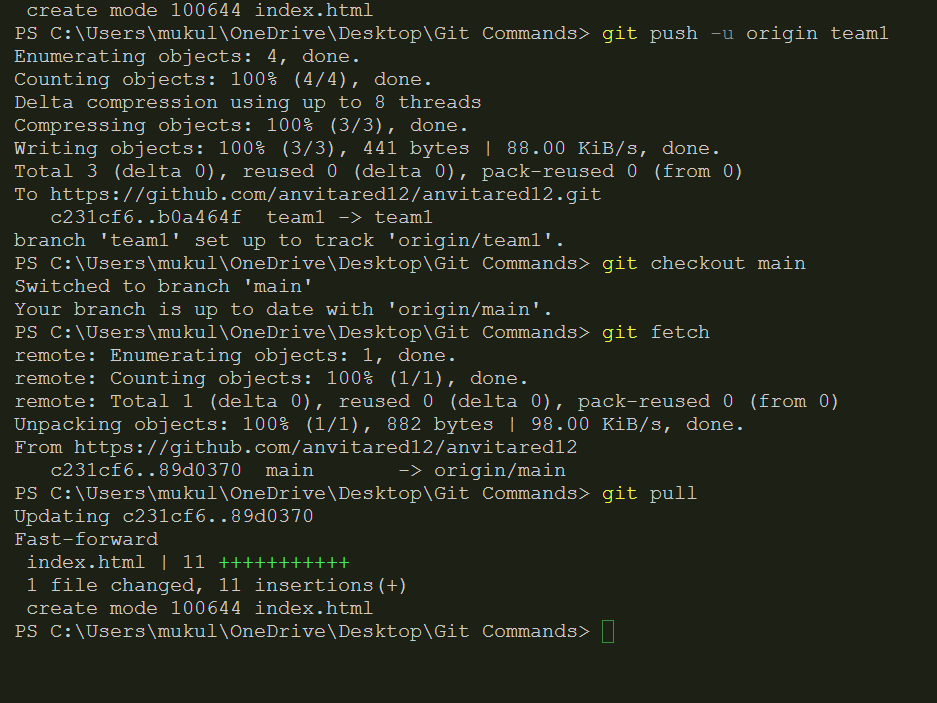 create mode 100644 index.html
PS C:\Users\mukul\OneDrive\Desktop\Git Commands> git push -u origin team1
Enumerating objects: 4, done.
Counting objects: 100% (4/4), done.
Delta compression using up to 8 threads
Compressing objects: 100% (3/3), done.
Writing objects: 100% (3/3), 441 bytes | 88.00 KiB/s, done.
Total 3 (delta 0), reused 0 (delta 0), pack-reused 0 (from 0)
To https://github.com/anvitared12/anvitared12.git
   c231cf6..b0a464f  team1 -> team1
branch 'team1' set up to track 'origin/team1'.
PS C:\Users\mukul\OneDrive\Desktop\Git Commands> git checkout main
Switched to branch 'main'
Your branch is up to date with 'origin/main'.
PS C:\Users\mukul\OneDrive\Desktop\Git Commands> git fetch
remote: Enumerating objects: 1, done.
remote: Counting objects: 100% (1/1), done.
remote: Total 1 (delta 0), reused 0 (delta 0), pack-reused 0 (from 0)
Unpacking objects: 100% (1/1), 882 bytes | 98.00 KiB/s, done.
From https://github.com/anvitared12/anvitared12
   c231cf6..89d0370  main       -> origin/main
PS C:\Users\mukul\OneDrive\Desktop\Git Commands> git pull
Updating c231cf6..89d0370
Fast-forward
 index.html | 11 +++++++++++
 1 file changed, 11 insertions(+)
 create mode 100644 index.html
PS C:\Users\mukul\OneDrive\Desktop\Git Commands>